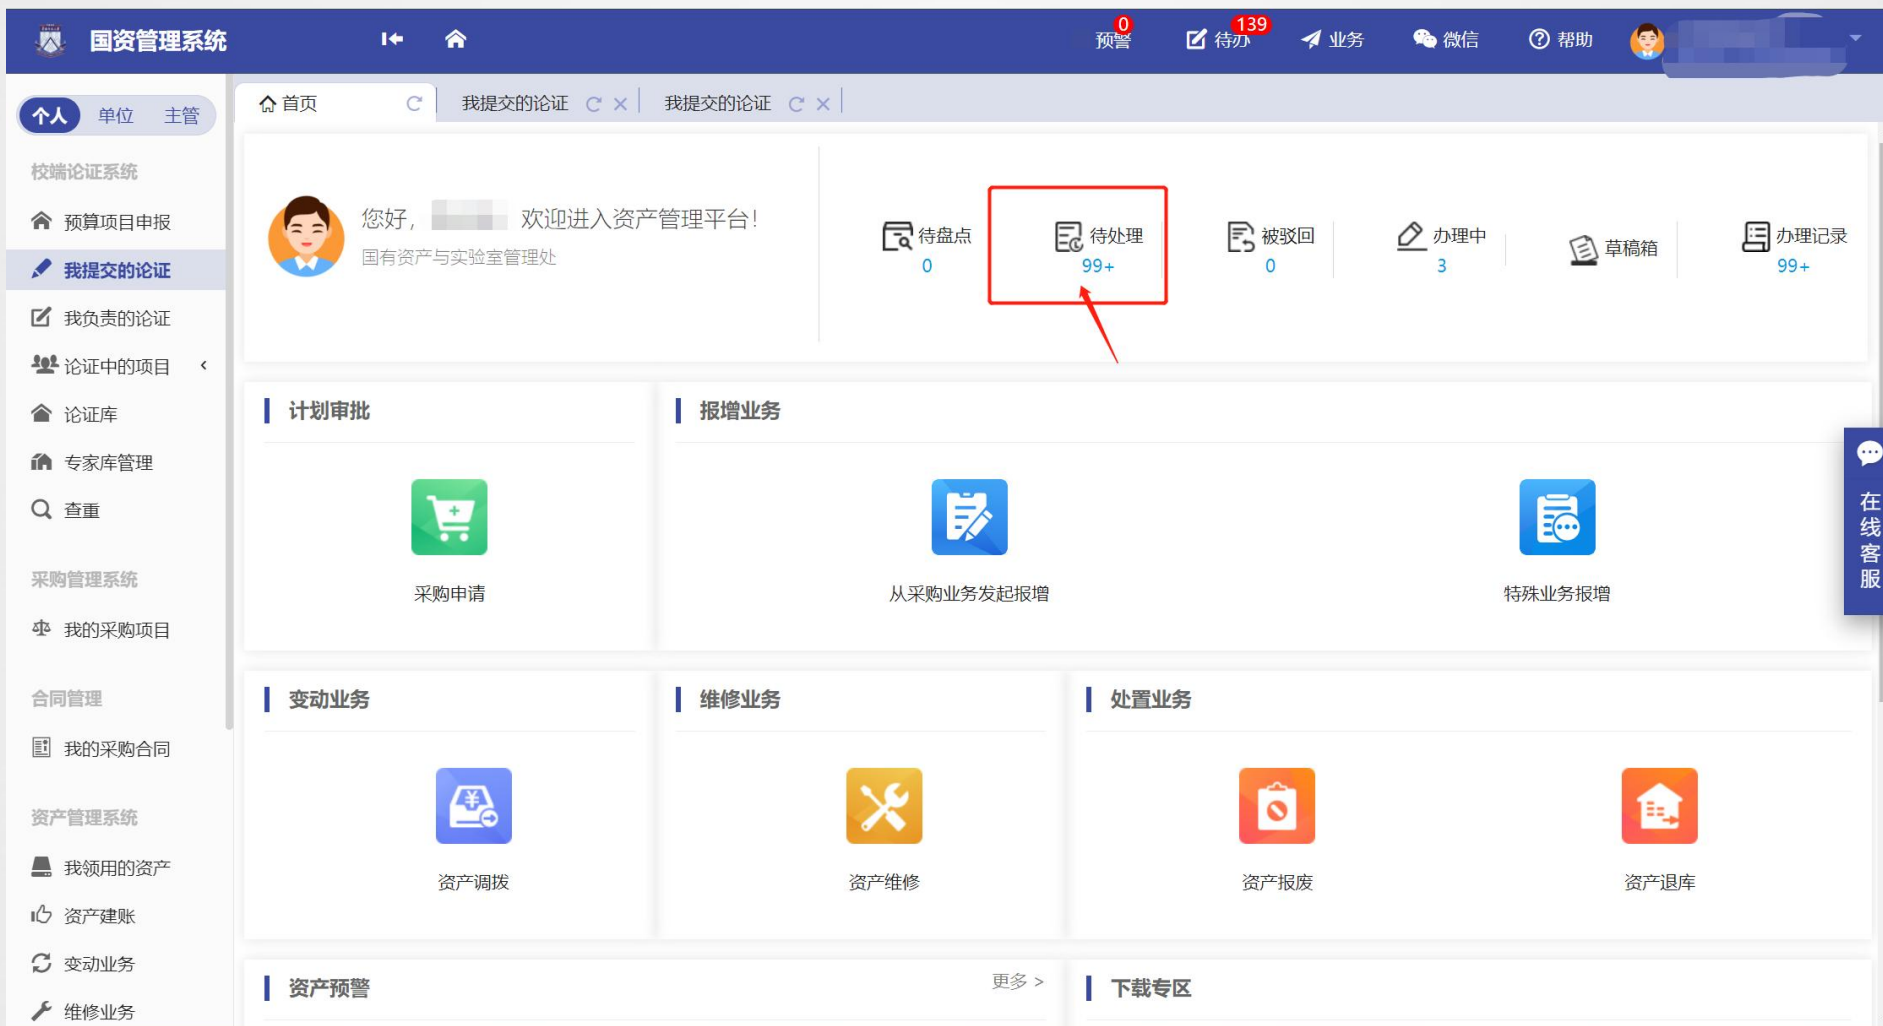 国资管理系统
预警 0
待办 139
业务
微信
帮助
个人 单位 主管
首页
我提交的论证
我提交的论证
校端论证系统
预算项目申报
我提交的论证
我负责的论证
论证中的项目
论证库
专家库管理
查重
采购管理系统
我的采购项目
合同管理
我的采购合同
资产管理系统
我领用的资产
资产建账
变动业务
维修业务
您好, 欢迎进入资产管理平台!
国有资产与实验室管理处
待盘点
0
待处理
99+
被驳回
0
办理中
3
草稿箱
办理记录
99+
计划审批
采购申请
报增业务
从采购业务发起报增
特殊业务报增
变动业务
资产调拨
维修业务
资产维修
处置业务
资产报废
资产退库
资产预警
更多 >
下载专区
在线客服